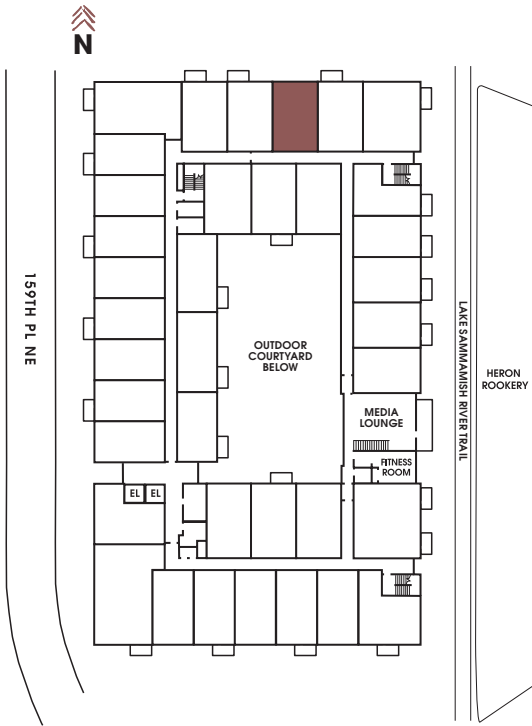 N
159TH PL NE
OUTDOOR
COURTYARD
BELOW
LAKE SAMMAMISH RIVER TRAIL
HERON
ROOKERY
MEDIA
LOUNGE
FITNESS
ROOM
EL EL